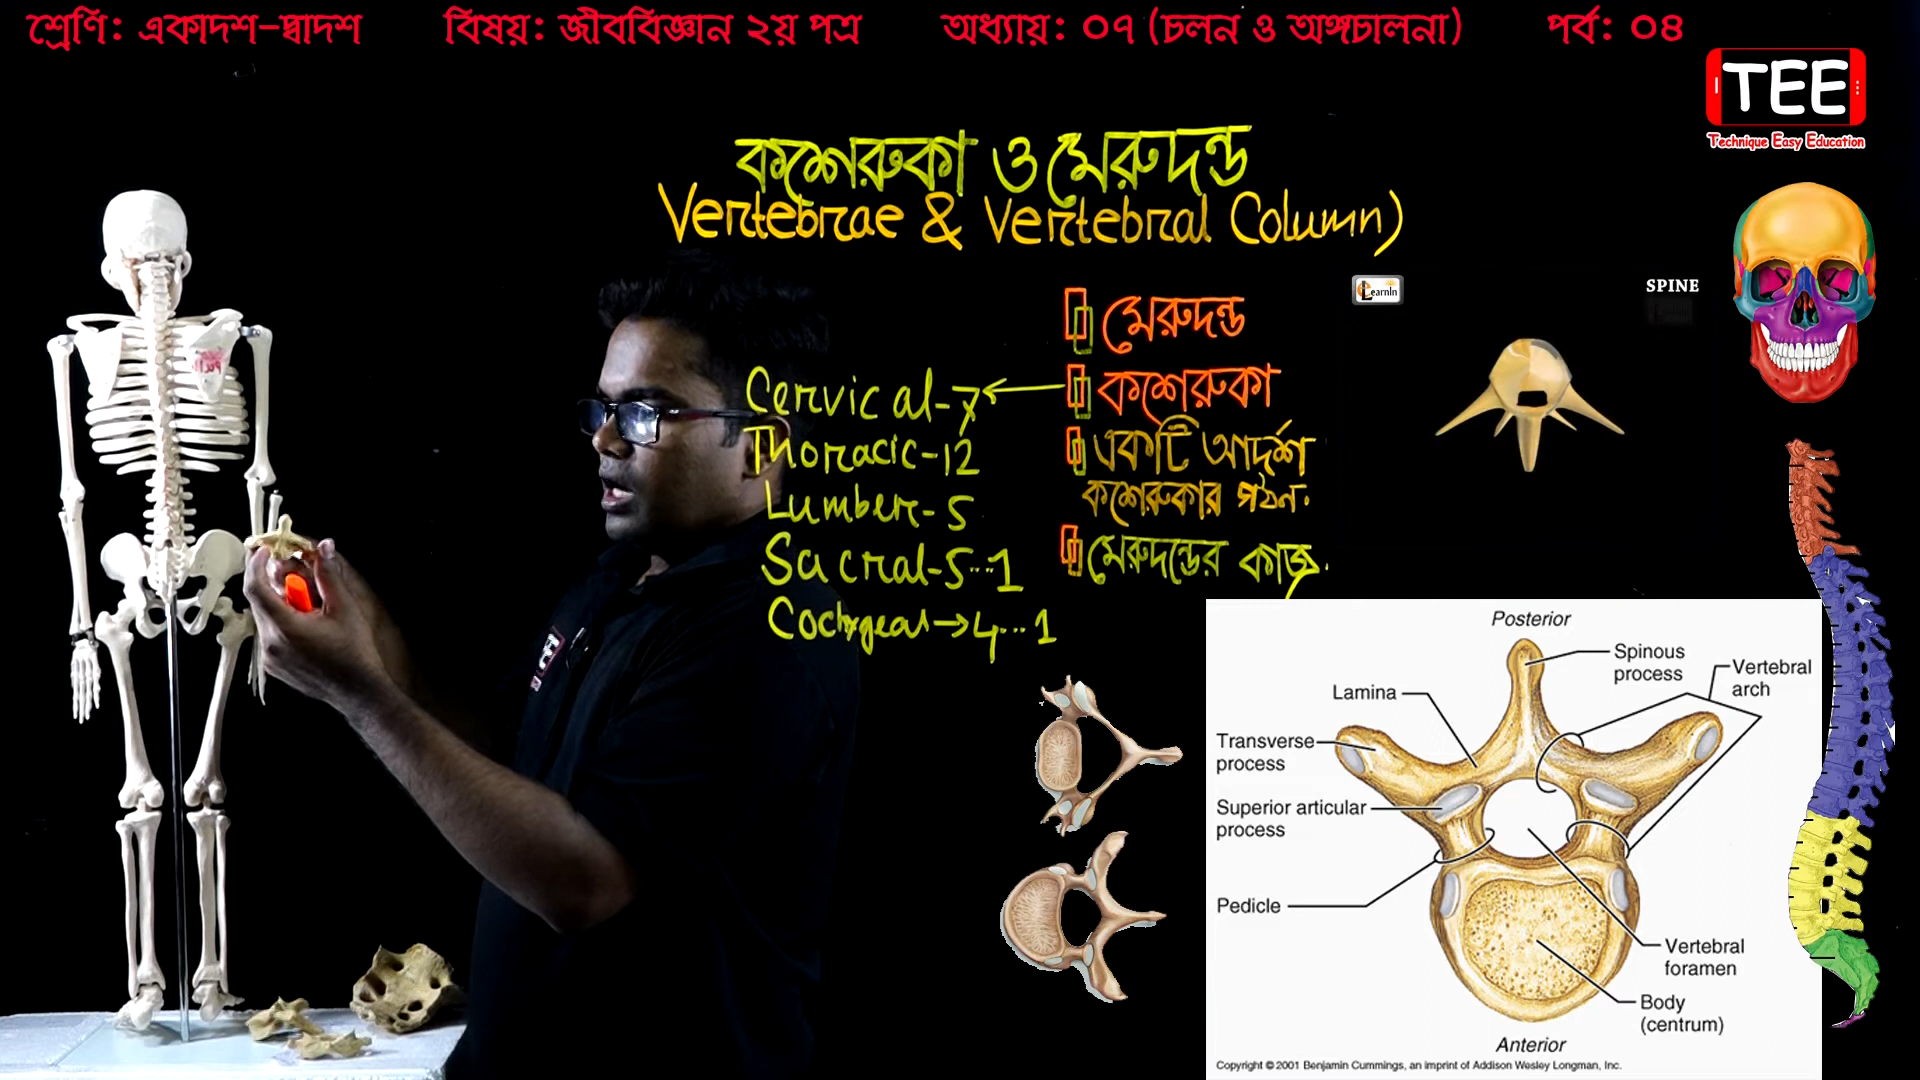 শ্রেণি: একাদশ-দ্বাদশ বিষয়: জীববিজ্ঞান ২য় পত্র অধ্যায়: ০৭ (চলন ও অঙ্গচালনা) পর্ব: ০৪
TEE
Technique Easy Education
কশেরুকা ও মেরুদন্ড
Vertebrae & Vertebral Column)
LearnIn
SPINE
মেরুদন্ড
কশেরুকা
একটি আদর্শ
কশেরুকার গঠন.
মেরুদন্ডের কাজ.
Cervical-7
Thoracic-12
Lumber-5
Sacral-5...1
Cochygeal→4...1
Posterior
Spinous
process
Vertebral
arch
Lamina
Transverse
process
Superior articular
process
Pedicle
Vertebral
foramen
Body
(centrum)
Anterior
Copyright © 2001 Benjamin Cummings, an imprint of Addison Wesley Longman, Inc.